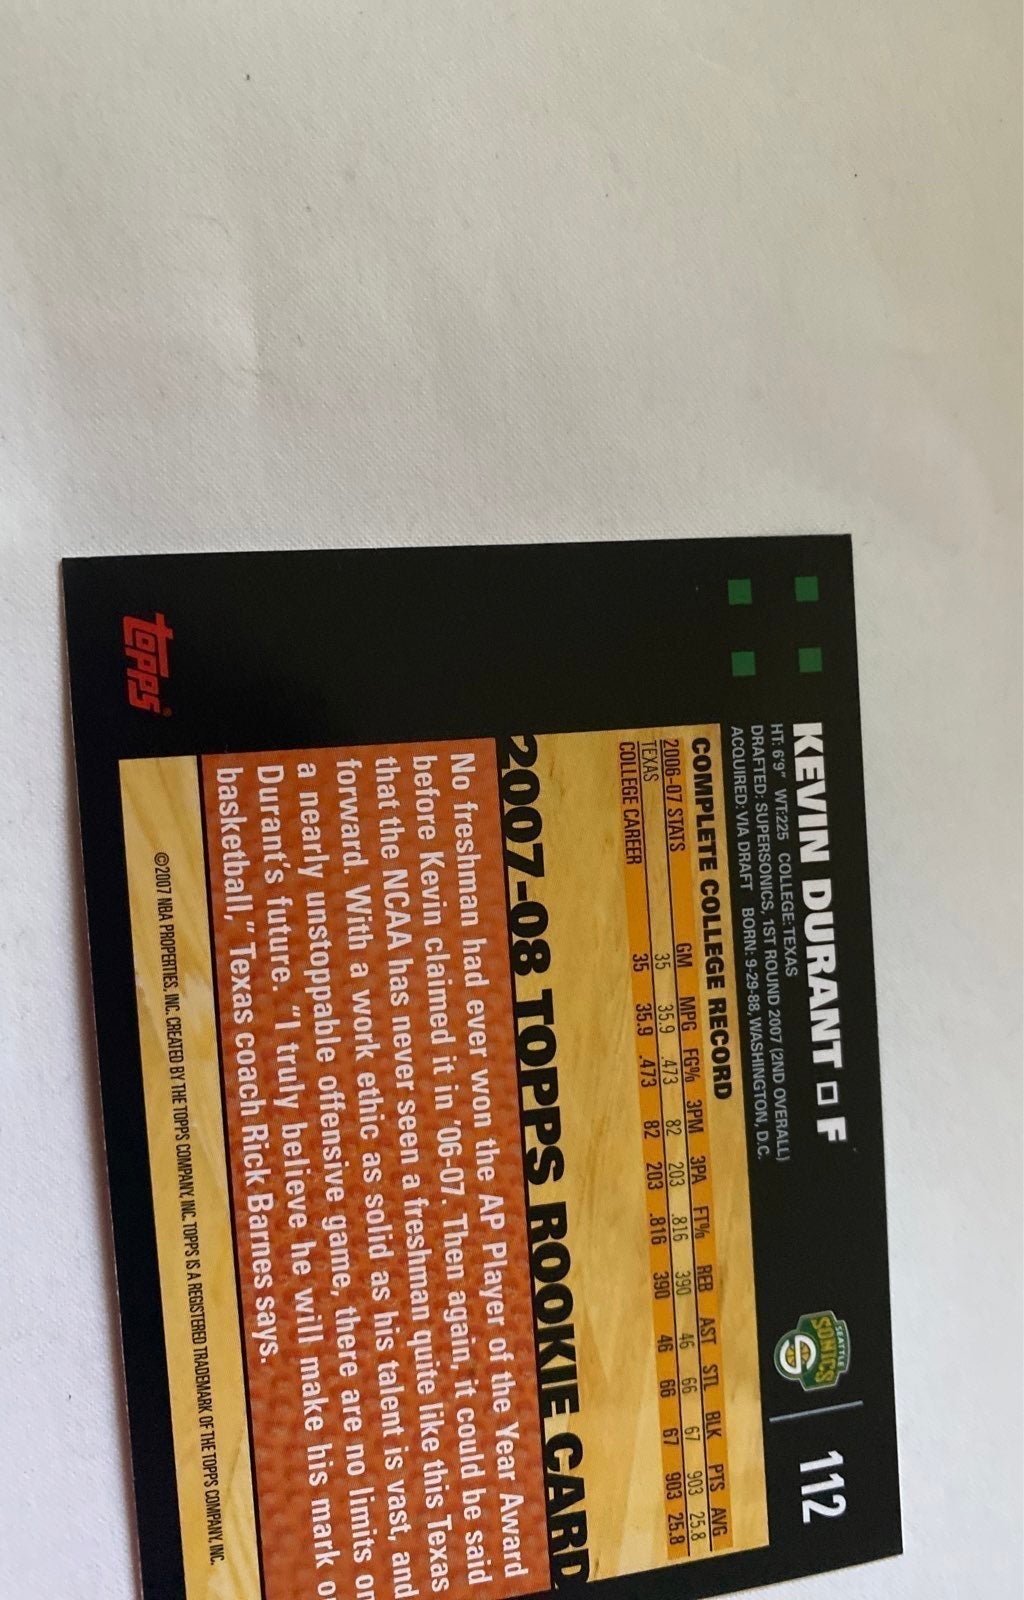 KEVIN DURANT □ F
SEATTLE
SONICS
112
HT: 6'9" WT:225 COLLEGE:TEXAS
DRAFTED: SUPERSONICS, 1ST ROUND 2007 (2ND OVERALL)
ACQUIRED: VIA DRAFT BORN: 9-29-88, WASHINGTON, D.C.
COMPLETE COLLEGE RECORD
2006-07 STATS GM MPG FG% 3PM 3PA FT% REB AST STL BLK PTS AVG
TEXAS 35 35.9 .473 82 203 .816 390 46 66 67 903 25.8
COLLEGE CAREER 35 35.9 .473 82 203 .816 390 46 66 67 903 25.8
2007-08 TOPPS ROOKIE CARD
No freshman had ever won the AP Player of the Year Award
before Kevin claimed it in '06-07. Then again, it could be said
that the NCAA has never seen a freshman quite like this Texas
forward. With a work ethic as solid as his talent is vast, and
a nearly unstoppable offensive game, there are no limits on
Durant's future. "I truly believe he will make his mark
basketball," Texas coach Rick Barnes says.
©2007 NBA PROPERTIES, INC. CREATED BY THE TOPPS COMPANY, INC. TOPPS IS A REGISTERED TRADEMARK OF THE TOPPS COMPANY, INC.
topps®